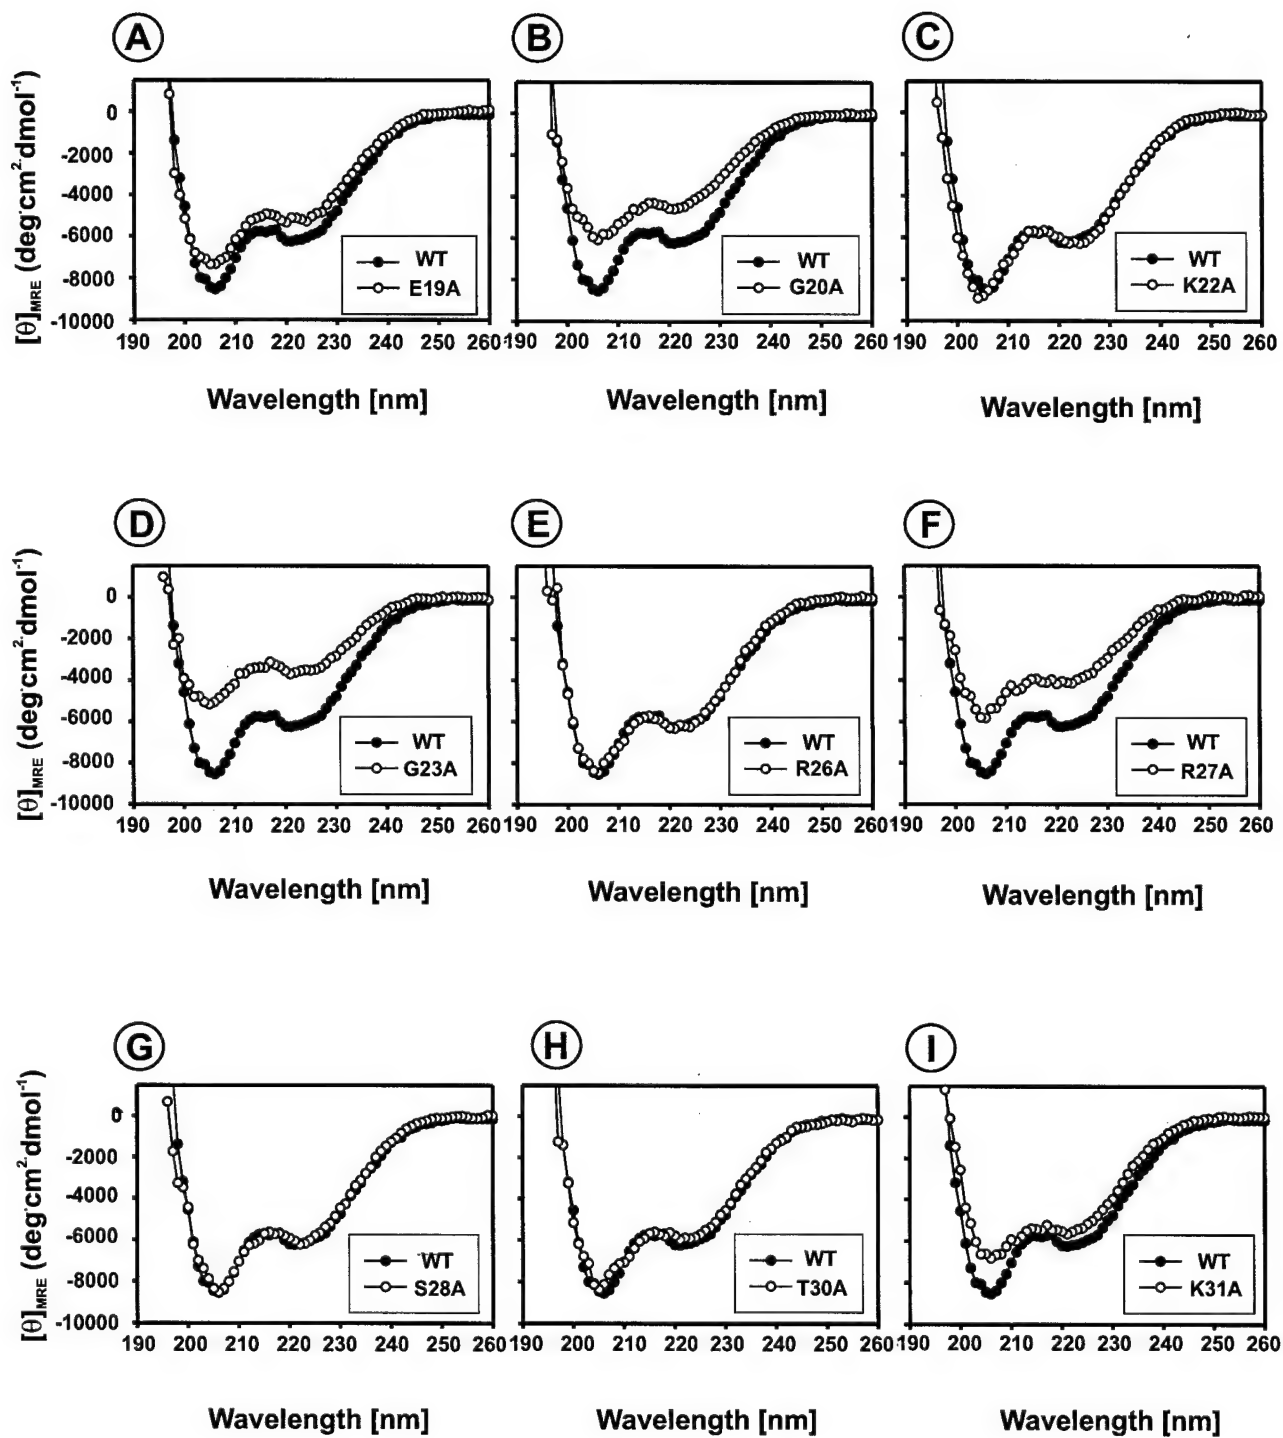 A B C
[θ]MRE (deg·cm²·dmol⁻¹)
0
-2000
-4000
-6000
-8000
-10000
WT
E19A
WT
G20A
WT
K22A
190 200 210 220 230 240 250 260 190 200 210 220 230 240 250 260 190 200 210 220 230 240 250 260
Wavelength [nm] Wavelength [nm] Wavelength [nm]
D E F
[θ]MRE (deg·cm²·dmol⁻¹)
0
-2000
-4000
-6000
-8000
-10000
WT
G23A
WT
R26A
WT
R27A
190 200 210 220 230 240 250 260 190 200 210 220 230 240 250 260 190 200 210 220 230 240 250 260
Wavelength [nm] Wavelength [nm] Wavelength [nm]
G H I
[θ]MRE (deg·cm²·dmol⁻¹)
0
-2000
-4000
-6000
-8000
-10000
WT
S28A
WT
T30A
WT
K31A
190 200 210 220 230 240 250 260 190 200 210 220 230 240 250 260 190 200 210 220 230 240 250 260
Wavelength [nm] Wavelength [nm] Wavelength [nm]